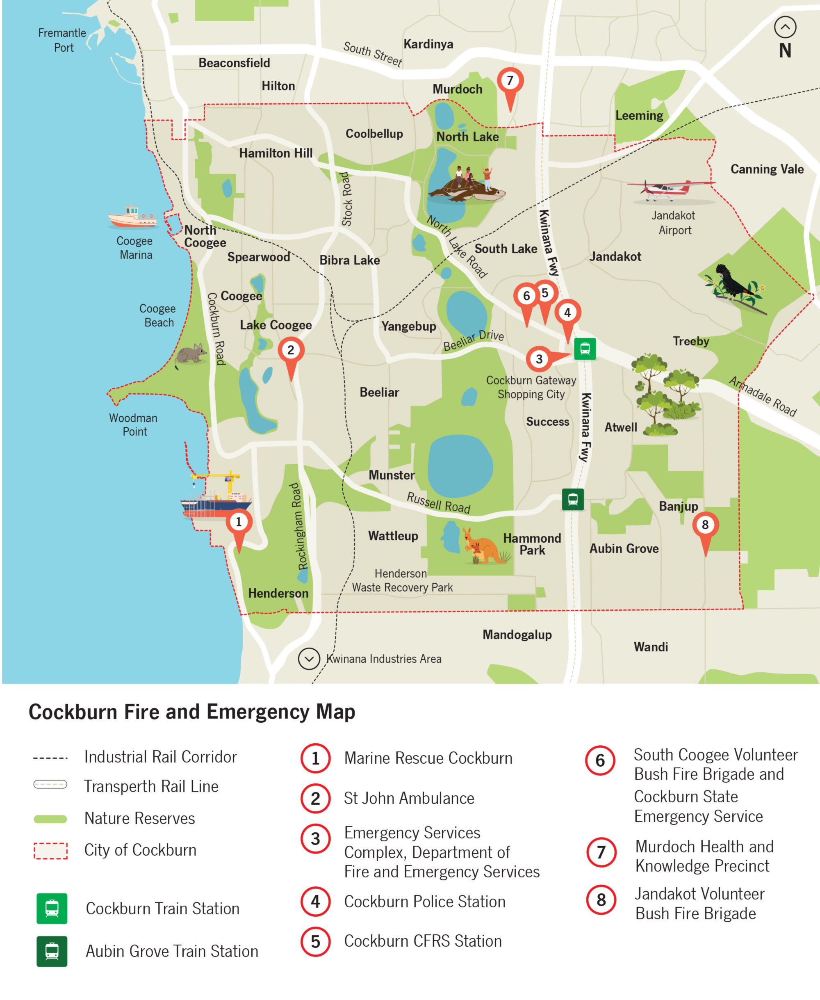 Fremantle
Port
N
Kardinya
South Street
Beaconsfield
Hilton
7
Murdoch
Leeming
Coolbellup
North Lake
Hamilton Hill
Canning Vale
Stock Road
Jandakot
Airport
Kwinana Fwy
North Lake Road
North
Coogee
Coogee
Marina
South Lake
Jandakot
Spearwood
Bibra Lake
Coogee
6
5
4
Coogee
Beach
Cockburn Road
Lake Coogee
Yangebup
Beeliar Drive
Treeby
2
3
Cockburn Gateway
Shopping City
Armadale Road
Beeliar
Kwinana Fwy
Woodman
Point
Success
Atwell
Munster
Russell Road
Rockingham Road
Banjup
1
8
Wattleup
Hammond
Park
Aubin Grove
Henderson
Waste Recovery Park
Henderson
Mandogalup
Wandi
Kwinana Industries Area
Cockburn Fire and Emergency Map
Industrial Rail Corridor
Transperth Rail Line
Nature Reserves
City of Cockburn
Cockburn Train Station
Aubin Grove Train Station
1 Marine Rescue Cockburn
2 St John Ambulance
3 Emergency Services
Complex, Department of
Fire and Emergency Services
4 Cockburn Police Station
5 Cockburn CFRS Station
6 South Coogee Volunteer
Bush Fire Brigade and
Cockburn State
Emergency Service
7 Murdoch Health and
Knowledge Precinct
8 Jandakot Volunteer
Bush Fire Brigade